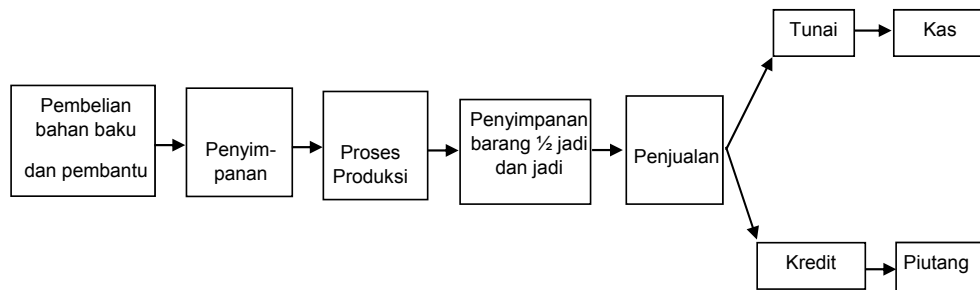 Pembelian
bahan baku
dan pembantu
Penyim-
panan
Proses
Produksi
Penyimpanan
barang ½ jadi
dan jadi
Penjualan
Tunai
Kas
Kredit
Piutang